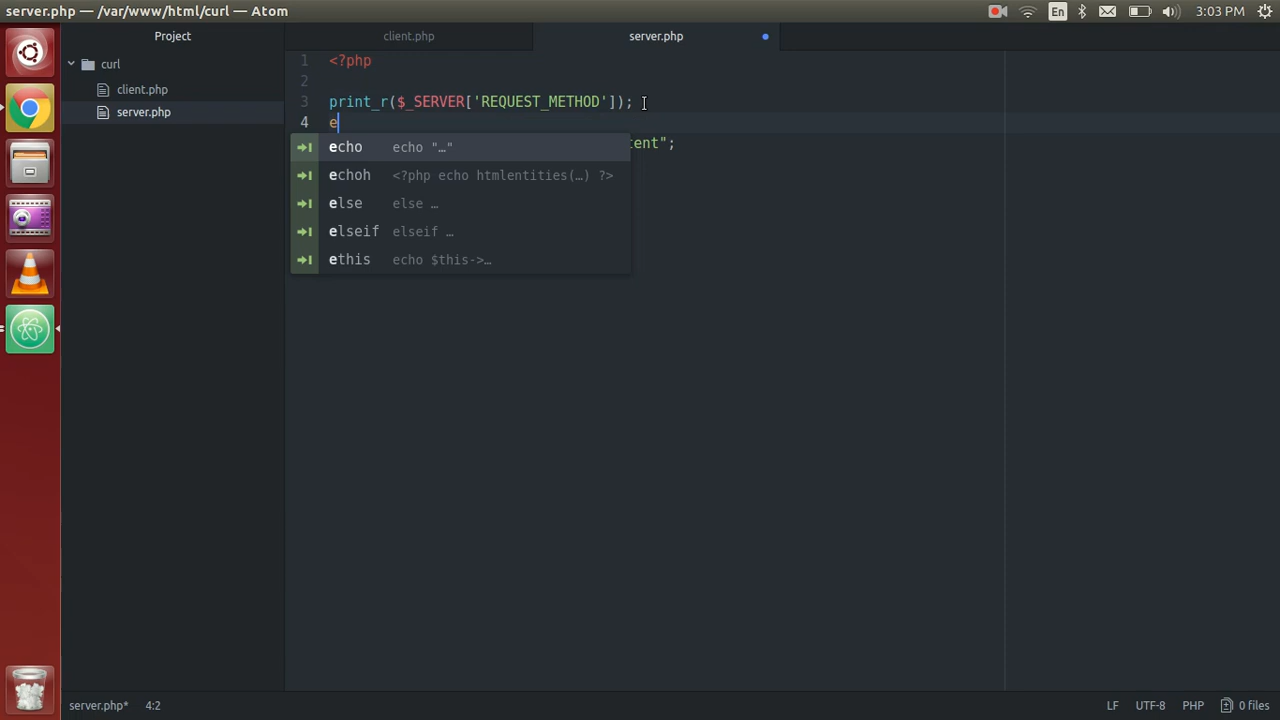 server.php — /var/www/html/curl — Atom
En
3:03 PM
Project
client.php
server.php
curl
client.php
server.php
1 <?php
2
3 print_r($_SERVER['REQUEST_METHOD']);
4 e
tent";
echo echo "…"
echoh <?php echo htmlentities(…) ?>
else else …
elseif elseif …
ethis echo $this->…
server.php* 4:2
LF UTF-8 PHP 0 files